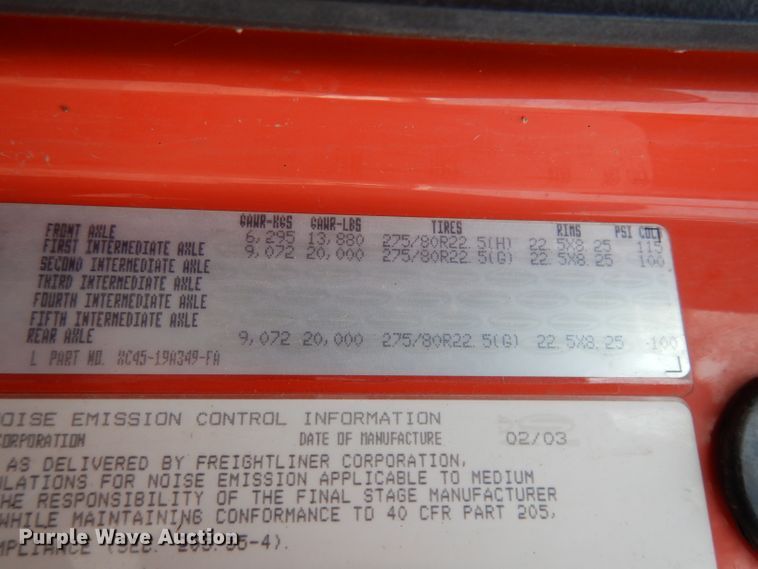 GAWR-KGS GAWR-LBS TIRES RIMS PSI COLD
FRONT AXLE 6,295 13,880 275/80R22.5(H) 22.5X8.25 115
FIRST INTERMEDIATE AXLE 9,072 20,000 275/80R22.5(G) 22.5X8.25 100
SECOND INTERMEDIATE AXLE
THIRD INTERMEDIATE AXLE
FOURTH INTERMEDIATE AXLE
FIFTH INTERMEDIATE AXLE
REAR AXLE 9,072 20,000 275/80R22.5(G) 22.5X8.25 100
L PART NO. XC45-19A349-FA
NOISE EMISSION CONTROL INFORMATION
CORPORATION DATE OF MANUFACTURE 02/03
AS DELIVERED BY FREIGHTLINER CORPORATION,
ULATIONS FOR NOISE EMISSION APPLICABLE TO MEDIUM
HE RESPONSIBILITY OF THE FINAL STAGE MANUFACTURER
WHILE MAINTAINING CONFORMANCE TO 40 CFR PART 205,
MPLIANCE
Purple Wave Auction